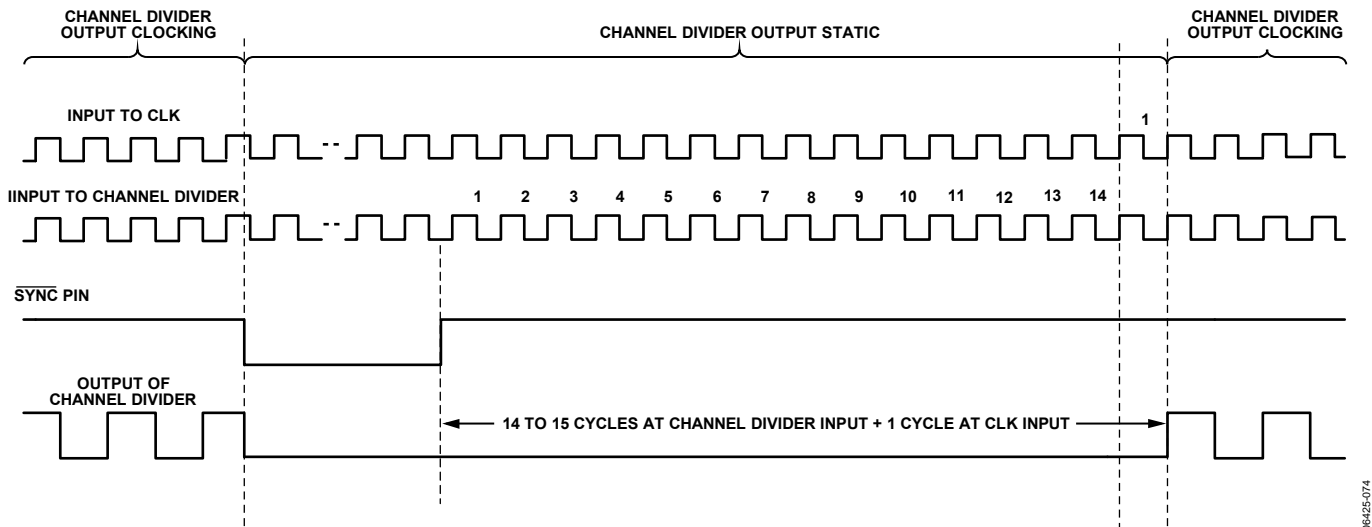 CHANNEL DIVIDER
OUTPUT CLOCKING
CHANNEL DIVIDER OUTPUT STATIC
CHANNEL DIVIDER
OUTPUT CLOCKING
INPUT TO CLK
1
IINPUT TO CHANNEL DIVIDER
1 2 3 4 5 6 7 8 9 10 11 12 13 14
SYNC PIN
OUTPUT OF
CHANNEL DIVIDER
14 TO 15 CYCLES AT CHANNEL DIVIDER INPUT + 1 CYCLE AT CLK INPUT
06425-074